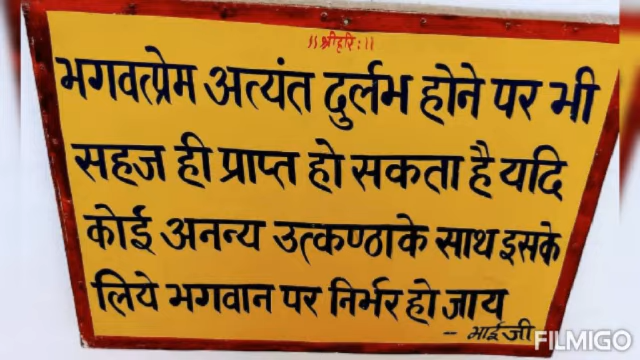 ॥श्रीहरिः॥
भगवत्प्रेम अत्यंत दुर्लभ होने पर भी
सहज ही प्राप्त हो सकता है यदि
कोई अनन्य उत्कण्ठाके साथ इसके
लिये भगवान पर निर्भर हो जाय
- भाईजी
FILMIGO